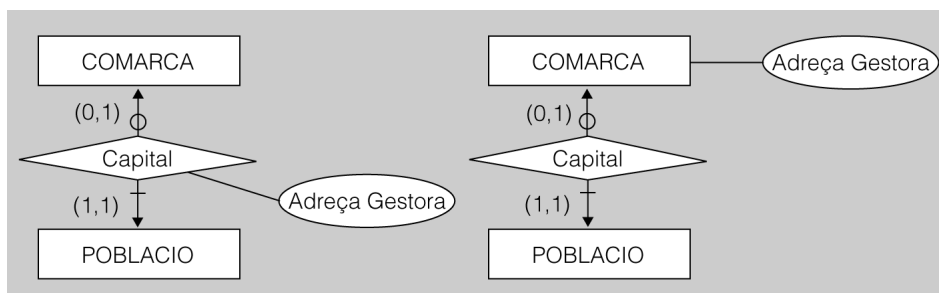 COMARCA
(0,1)
Capital
Adreça Gestora
(1,1)
POBLACIO
COMARCA
Adreça Gestora
(0,1)
Capital
(1,1)
POBLACIO